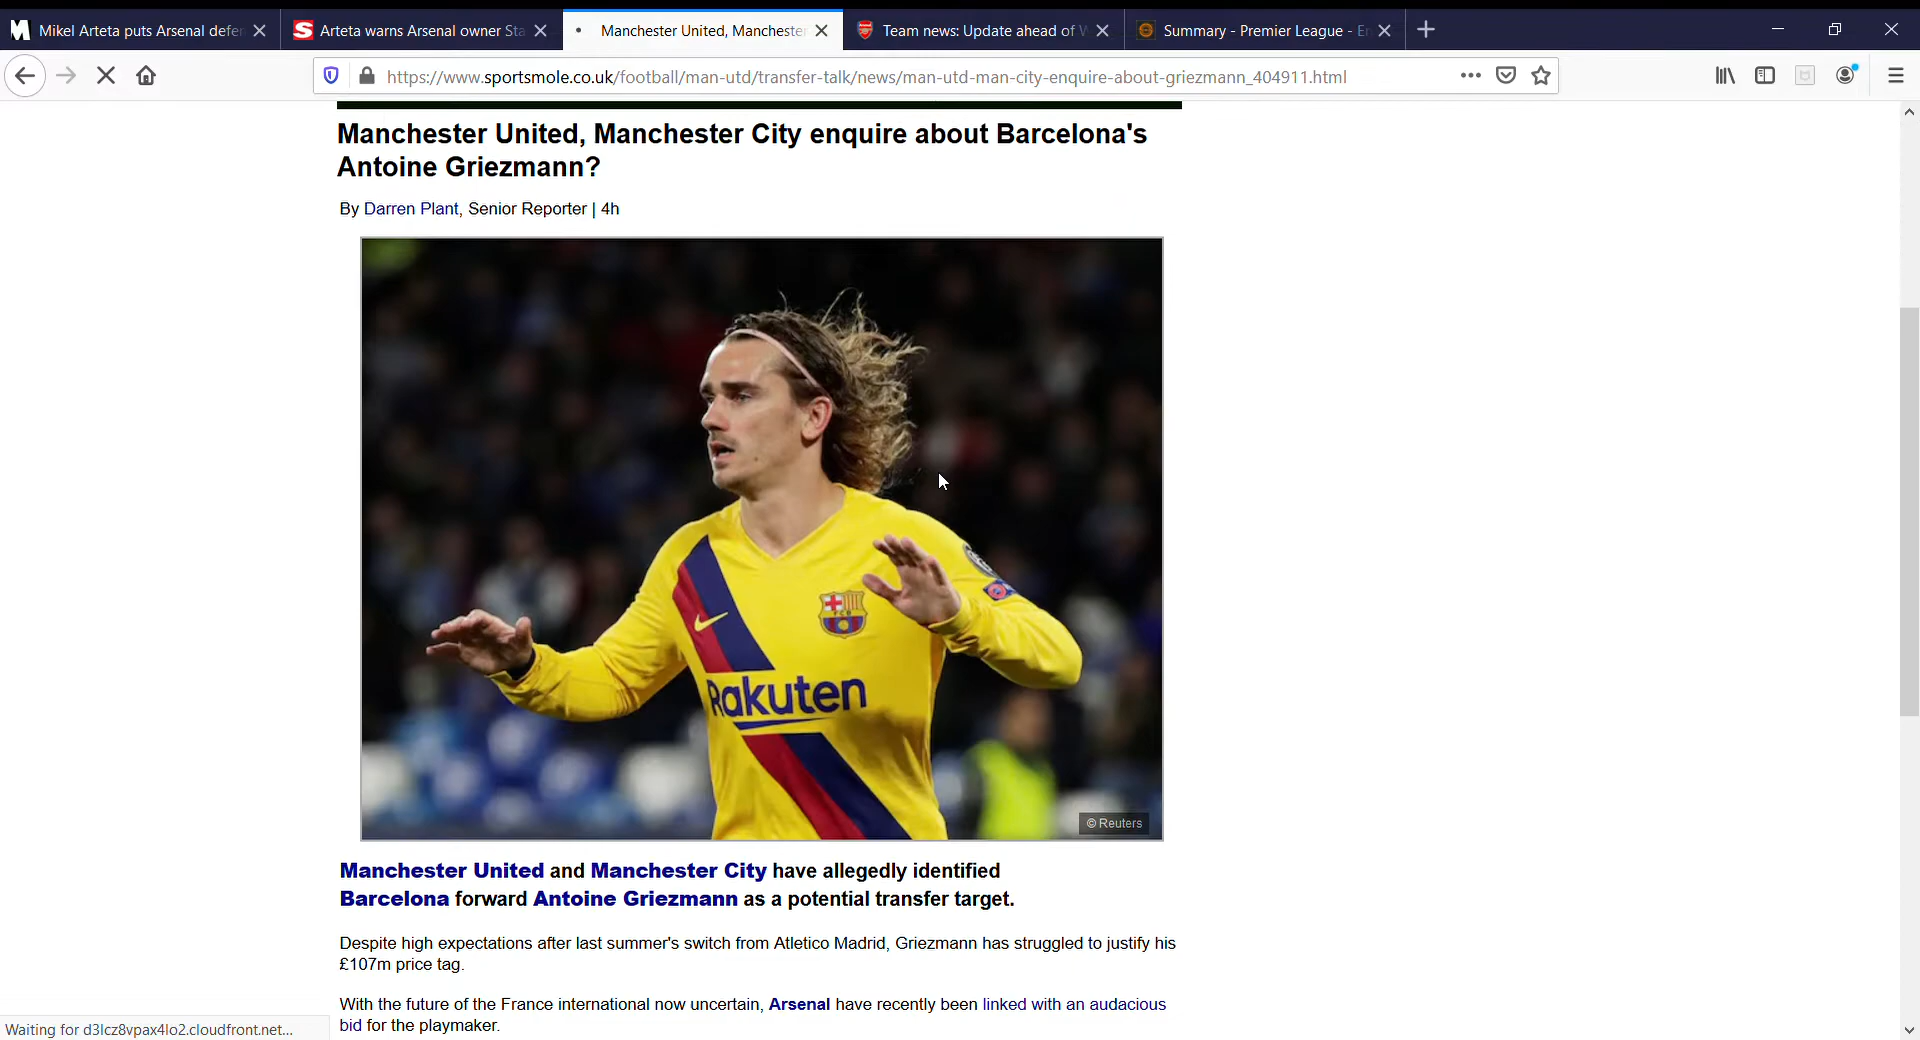 Mikel Arteta puts Arsenal defen
Arteta warns Arsenal owner Sta
Manchester United, Manchester
Team news: Update ahead of W
Summary - Premier League - En
https://www.sportsmole.co.uk/football/man-utd/transfer-talk/news/man-utd-man-city-enquire-about-griezmann_404911.html
Manchester United, Manchester City enquire about Barcelona's
Antoine Griezmann?
By Darren Plant, Senior Reporter | 4h
FCB
Rakuten
© Reuters
Manchester United and Manchester City have allegedly identified
Barcelona forward Antoine Griezmann as a potential transfer target.
Despite high expectations after last summer's switch from Atletico Madrid, Griezmann has struggled to justify his
£107m price tag.
With the future of the France international now uncertain, Arsenal have recently been linked with an audacious
bid for the playmaker.
Waiting for d3lcz8vpax4lo2.cloudfront.net...